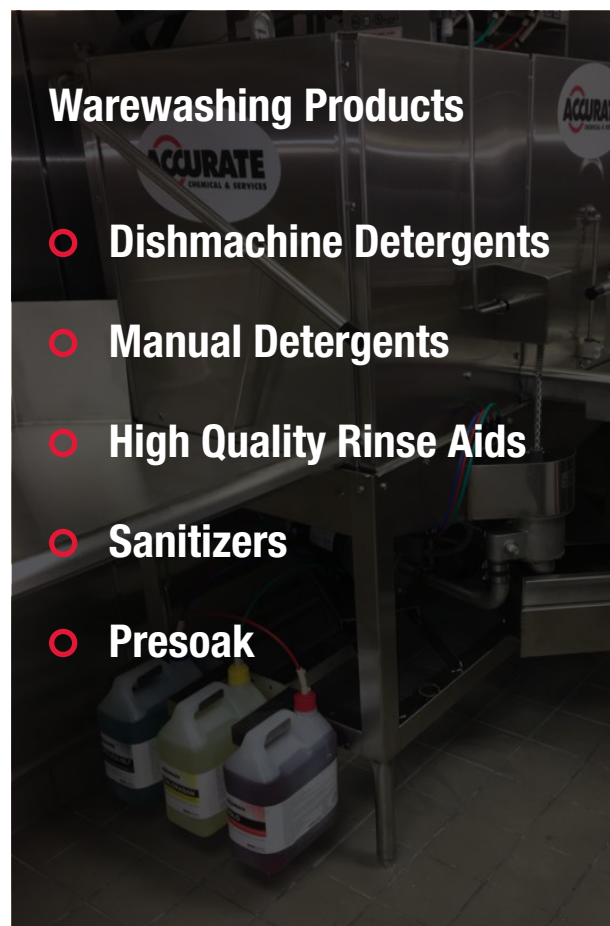 Warewashing Products
ACCURATE
CHEMICAL & SERVICES
Dishmachine Detergents
Manual Detergents
High Quality Rinse Aids
Sanitizers
Presoak